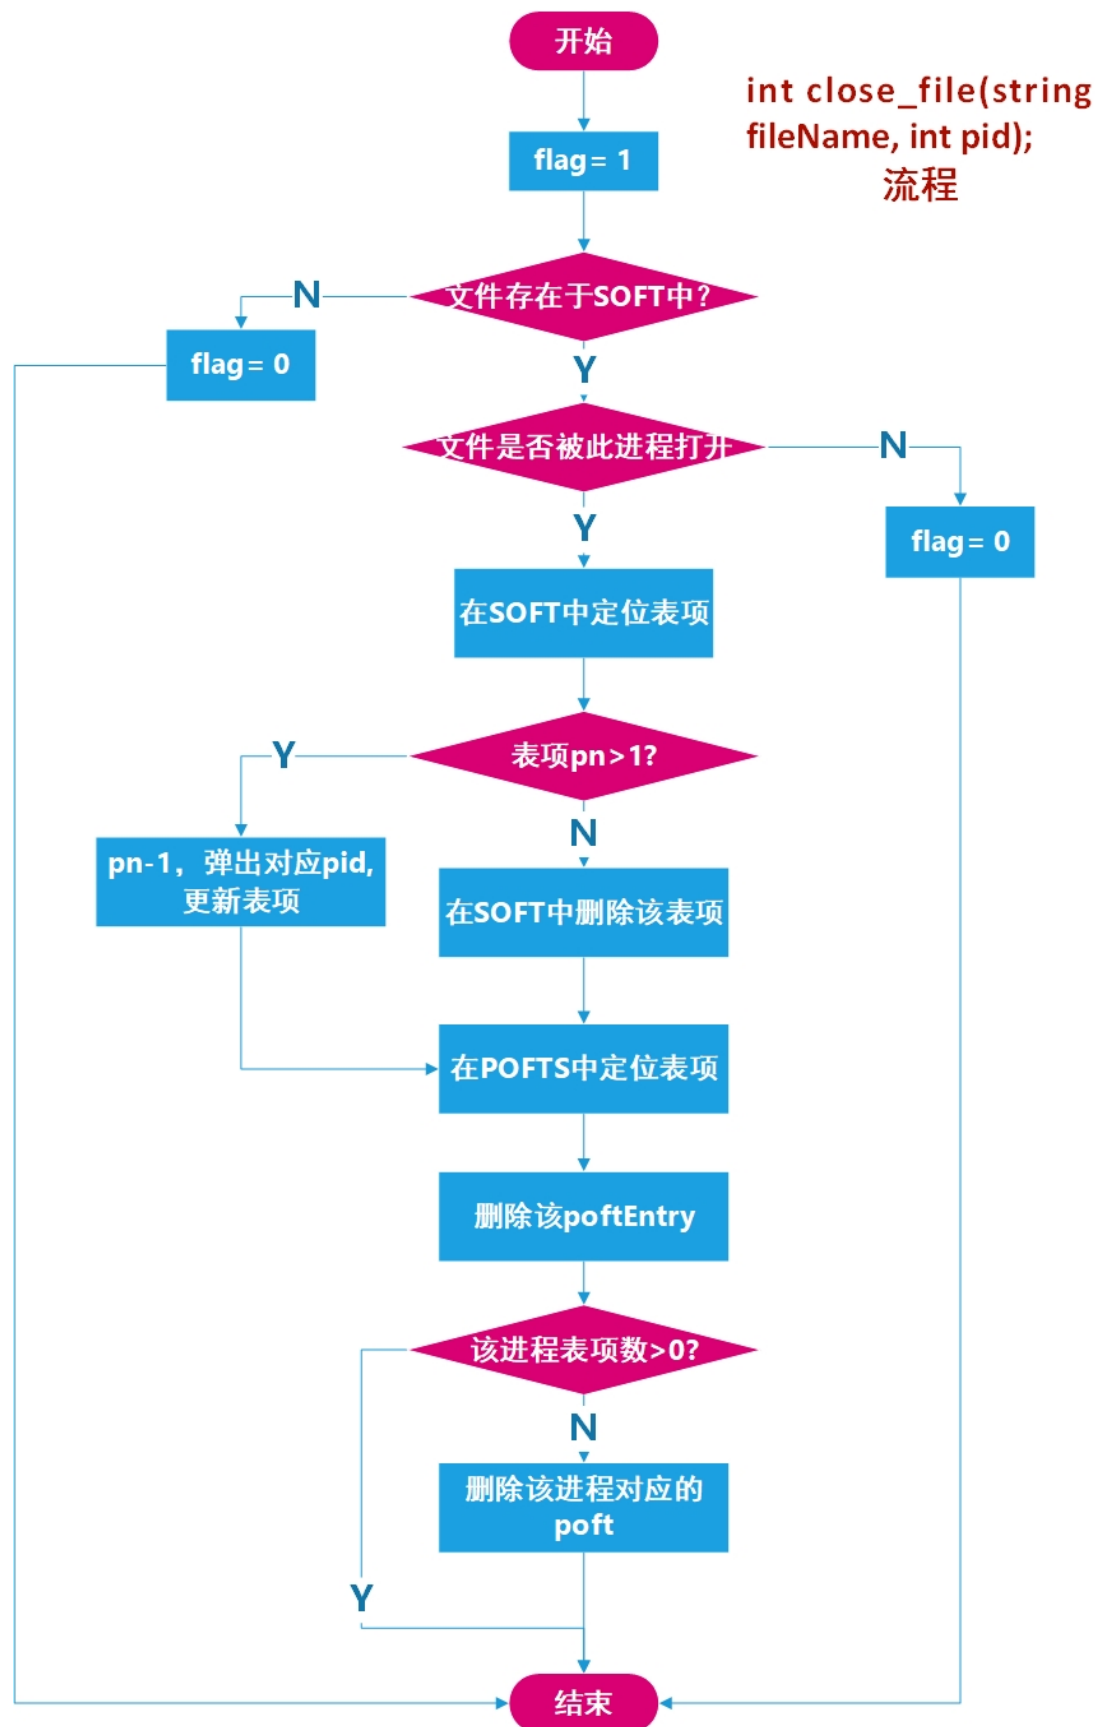 开始
int close_file(string
fileName, int pid);
流程
flag= 1
文件存在于SOFT中?
N
flag= 0
Y
文件是否被此进程打开
N
flag= 0
Y
在SOFT中定位表项
表项pn>1?
Y
N
pn-1，弹出对应pid,
更新表项
在SOFT中删除该表项
在POFTS中定位表项
删除该poftEntry
该进程表项数>0?
N
删除该进程对应的
poft
Y
结束